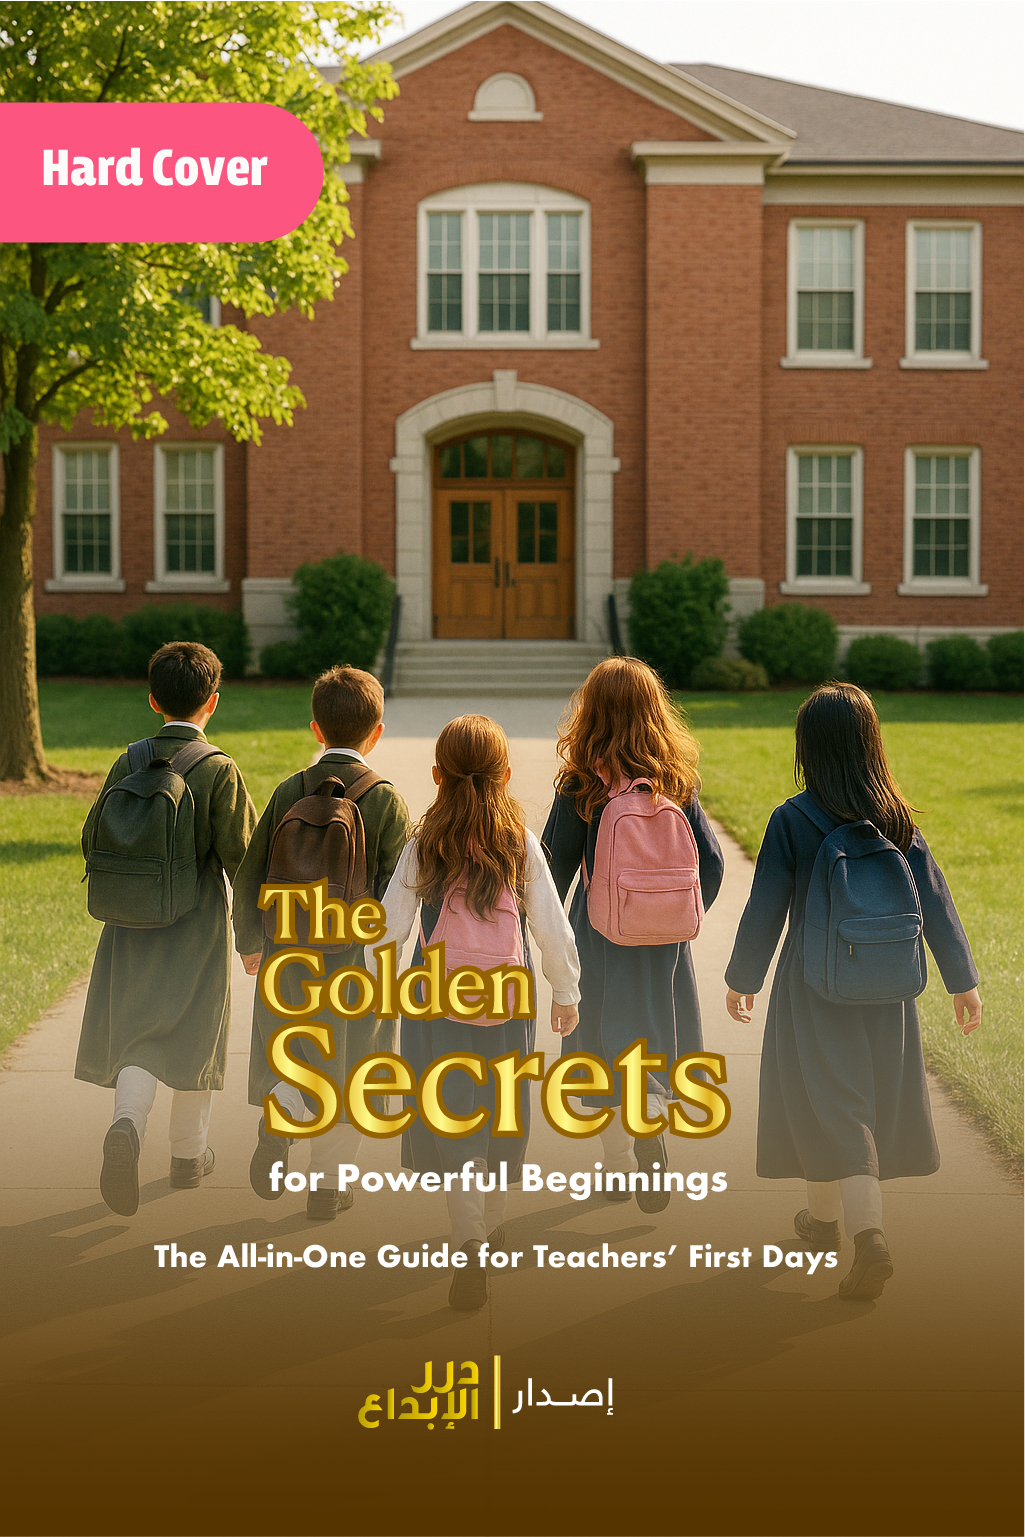 Hard Cover
The
Golden
Secrets
for Powerful Beginnings
The All-in-One Guide for Teachers’ First Days
إصدار | درر
الإبداع